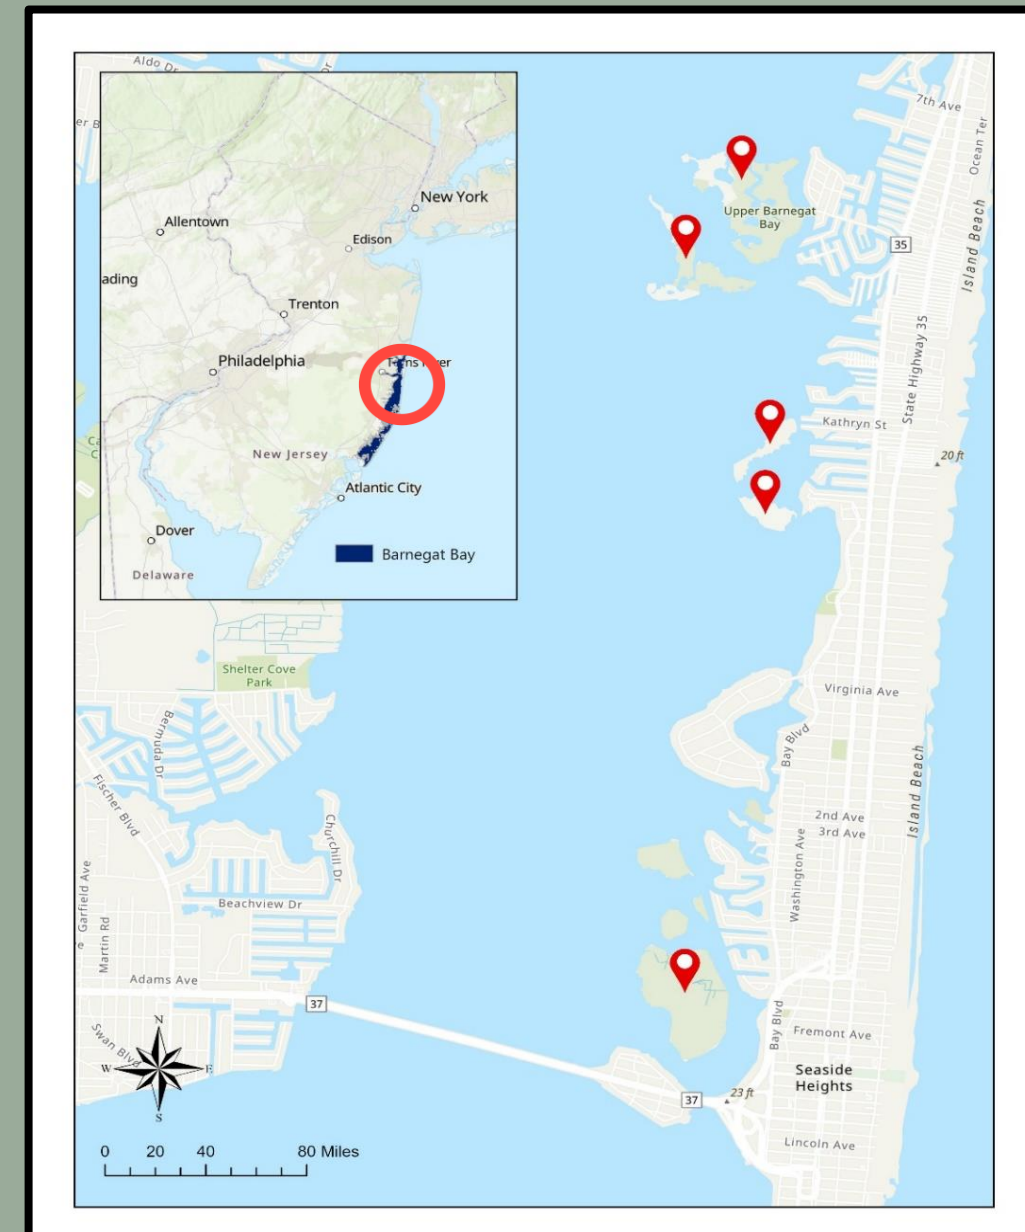 Aldo Dr
7th Ave
Ocean Ter
New York
Allentown
Upper Barnegat
Bay
Island Beach
Edison
35
ading
Trenton
State Highway 35
Philadelphia
Kathryn St
New Jersey
20 ft
Atlantic City
Dover
Barnegat Bay
Delaware
Shelter Cove
Park
Virginia Ave
Bermuda Dr
Bay Blvd
Island Beach
Fischer Blvd
2nd Ave
3rd Ave
Churchill Dr
Washington Ave
Garfield Ave
Beachview Dr
Martin Rd
Adams Ave
37
N
Swan Blvd
W
E
S
Bay Blvd
Fremont Ave
Seaside
Heights
23 ft
37
Lincoln Ave
0 20 40 80 Miles